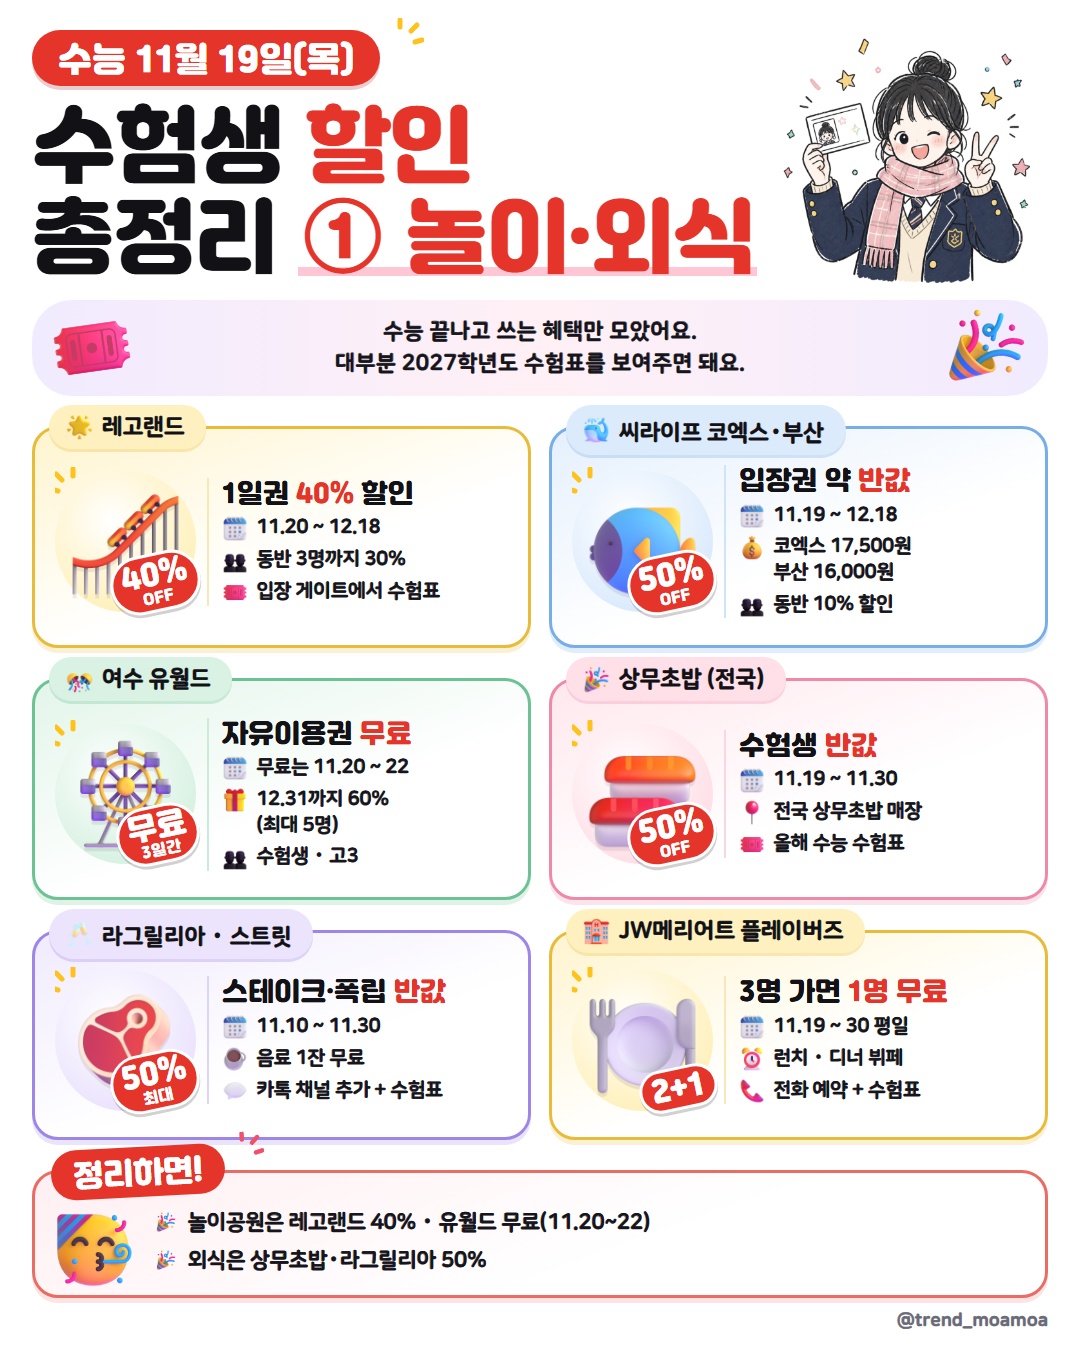 수능 11월 19일(목)
수험생 할인
총정리 ① 놀이·외식
수능 끝나고 쓰는 혜택만 모았어요.
대부분 2027학년도 수험표를 보여주면 돼요.
레고랜드
40%
OFF
1일권 40% 할인
11.20 ~ 12.18
동반 3명까지 30%
입장 게이트에서 수험표
씨라이프 코엑스·부산
50%
OFF
입장권 약 반값
11.19 ~ 12.18
코엑스 17,500원
부산 16,000원
동반 10% 할인
여수 유월드
무료
3일간
자유이용권 무료
무료는 11.20 ~ 22
12.31까지 60%
(최대 5명)
수험생 · 고3
상무초밥 (전국)
50%
OFF
수험생 반값
11.19 ~ 11.30
전국 상무초밥 매장
올해 수능 수험표
라그릴리아 · 스트릿
50%
최대
스테이크·폭립 반값
11.10 ~ 11.30
음료 1잔 무료
카톡 채널 추가 + 수험표
JW메리어트 플레이버즈
2+1
3명 가면 1명 무료
11.19 ~ 30 평일
런치 · 디너 뷔페
전화 예약 + 수험표
정리하면!
놀이공원은 레고랜드 40% · 유월드 무료(11.20~22)
외식은 상무초밥·라그릴리아 50%
@trend_moamoa